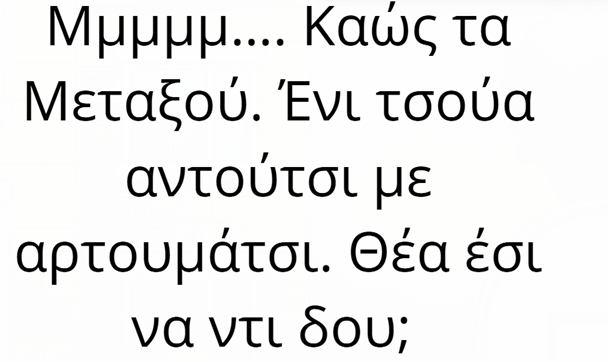 Μμμμμ.... Καώς τα
Μεταξού. Ένι τσούα
αντούτσι με
αρτουμάτσι. Θέα έσι
να ντι δου;